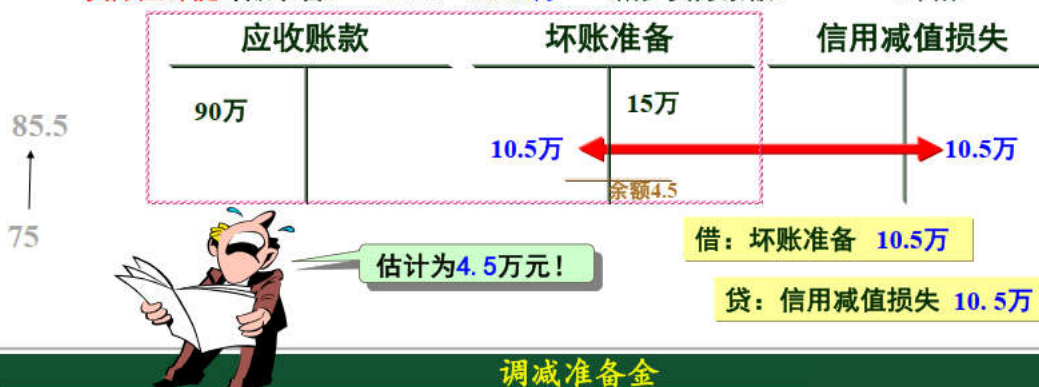 应收账款 坏账准备 信用减值损失
90万 15万
85.5
10.5万 10.5万
余额4.5
75
借：坏账准备 10.5万
估计为4.5万元！
贷：信用减值损失 10.5万
调减准备金